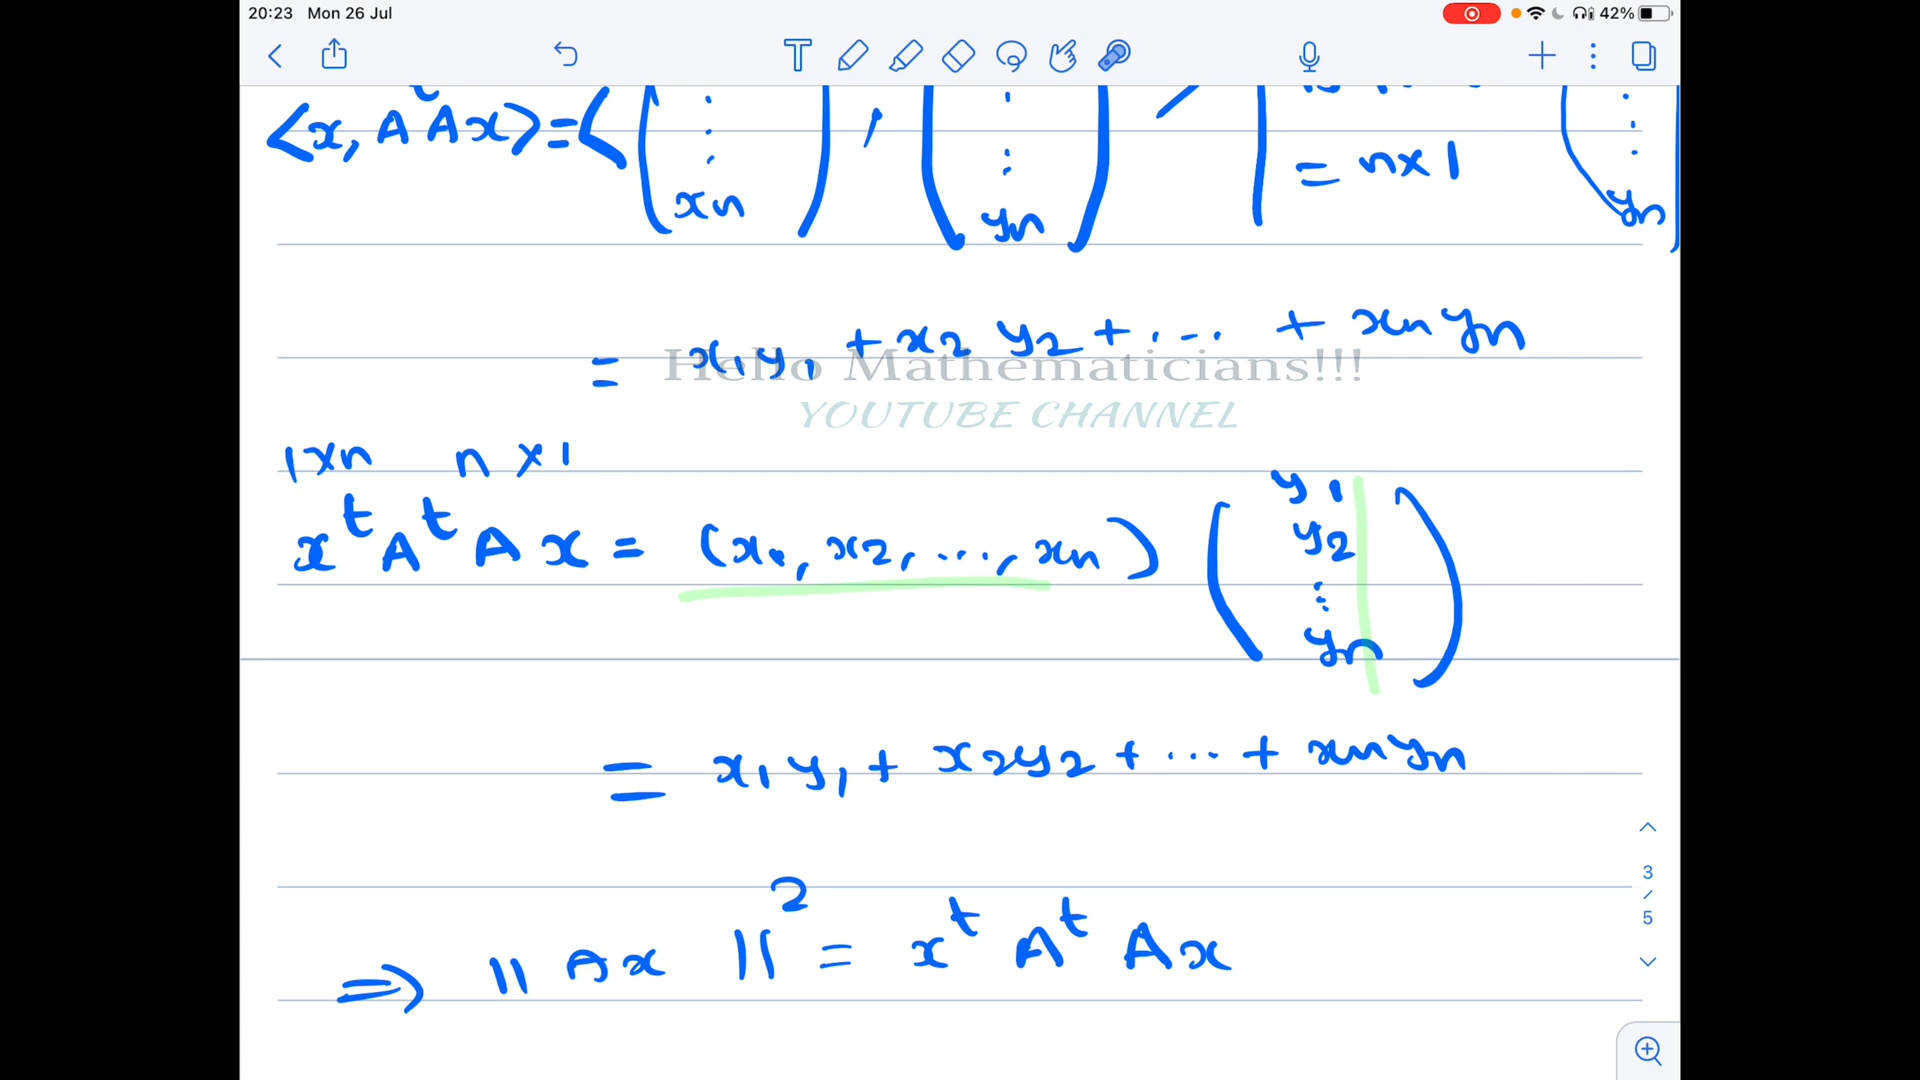 20:23 Mon 26 Jul 42%
<x, AᵗAx> = < ( ⋮ xn ) , ( ⋮ yn ) >
= n×1
( ⋮ yn
= x₁y₁ + x₂y₂ + ... + xnyn
Hello Mathematicians!!!
YOUTUBE CHANNEL
1×n n×1
xᵗAᵗAx = (x₁, x₂, ..., xn) ( y₁ y₂ ⋮ yn )
= x₁y₁ + x₂y₂ + ... + xnyn
3
/
5
⇒ ||Ax||² = xᵗAᵗAx